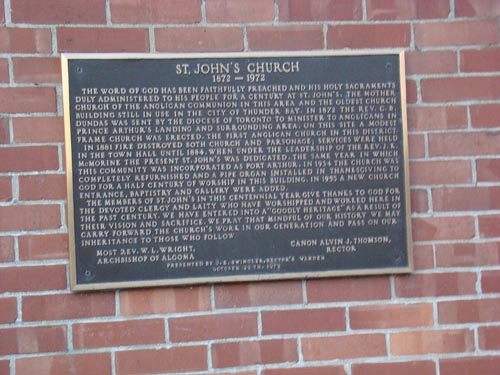 ST. JOHN'S CHURCH
1872 — 1972
THE WORD OF GOD HAS BEEN FAITHFULLY PREACHED AND HIS HOLY SACRAMENTS
DULY ADMINISTERED TO HIS PEOPLE FOR A CENTURY AT ST. JOHN'S, THE MOTHER
CHURCH OF THE ANGLICAN COMMUNION IN THIS AREA AND THE OLDEST CHURCH
BUILDING STILL IN USE IN THE CITY OF THUNDER BAY. IN 1872 THE REV. C. B.
DUNDAS WAS SENT BY THE DIOCESE OF TORONTO TO MINISTER TO ANGLICANS IN
PRINCE ARTHUR'S LANDING AND SURROUNDING AREA. ON THIS SITE A MODEST
FRAME CHURCH WAS ERECTED, THE FIRST ANGLICAN CHURCH IN THIS DISTRICT.
IN 1881 FIRE DESTROYED BOTH CHURCH AND PARSONAGE; SERVICES WERE HELD
IN THE TOWN HALL UNTIL 1884, WHEN UNDER THE LEADERSHIP OF THE REV. J. K.
MCMORINE THE PRESENT ST. JOHN'S WAS DEDICATED, THE SAME YEAR IN WHICH
THIS COMMUNITY WAS INCORPORATED AS PORT ARTHUR. IN 1934 THE CHURCH WAS
COMPLETELY REFURNISHED AND A PIPE ORGAN INSTALLED IN THANKSGIVING TO
GOD FOR A HALF CENTURY OF WORSHIP IN THIS BUILDING. IN 1953 A NEW CHURCH
ENTRANCE, BAPTISTRY AND GALLERY WERE ADDED.
THE MEMBERS OF ST. JOHN'S IN THIS CENTENNIAL YEAR GIVE THANKS TO GOD FOR
THE DEVOTED CLERGY AND LAITY WHO HAVE WORSHIPPED AND WORKED HERE IN
THE PAST CENTURY. WE HAVE ENTERED INTO A "GOODLY HERITAGE" AS A RESULT OF
THEIR VISION AND SACRIFICE. WE PRAY THAT MINDFUL OF OUR HISTORY WE MAY
CARRY FORWARD THE CHURCH'S WORK IN OUR GENERATION AND PASS ON OUR
INHERITANCE TO THOSE WHO FOLLOW
MOST REV. W. L. WRIGHT, CANON ALVIN J. THOMSON,
ARCHBISHOP OF ALGOMA RECTOR
PRESENTED BY J. E. SWINGLER, RECTOR'S WARDEN
OCTOBER 29TH, 1972